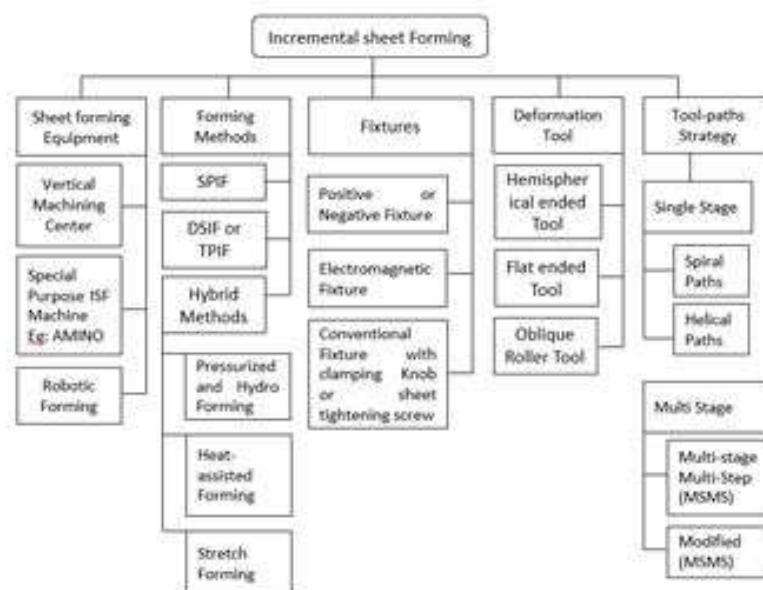 Incremental sheet Forming
Sheet forming
Equipment
Vertical
Machining
Center
Special
Purpose ISF
Machine
Eg: AMINO
Robotic
Forming
Forming
Methods
SPIF
DSIF or
TPIF
Hybrid
Methods
Pressurized
and Hydro
Forming
Heat-
assisted
Forming
Stretch
Forming
Fixtures
Positive or
Negative Fixture
Electromagnetic
Fixture
Conventional
Fixture with
clamping Knob
or sheet
tightening screw
Deformation
Tool
Hemispher
ical ended
Tool
Flat ended
Tool
Oblique
Roller Tool
Tool-paths
Strategy
Single Stage
Spiral
Paths
Helical
Paths
Multi Stage
Multi-stage
Multi-Step
(MSMS)
Modified
(MSMS)